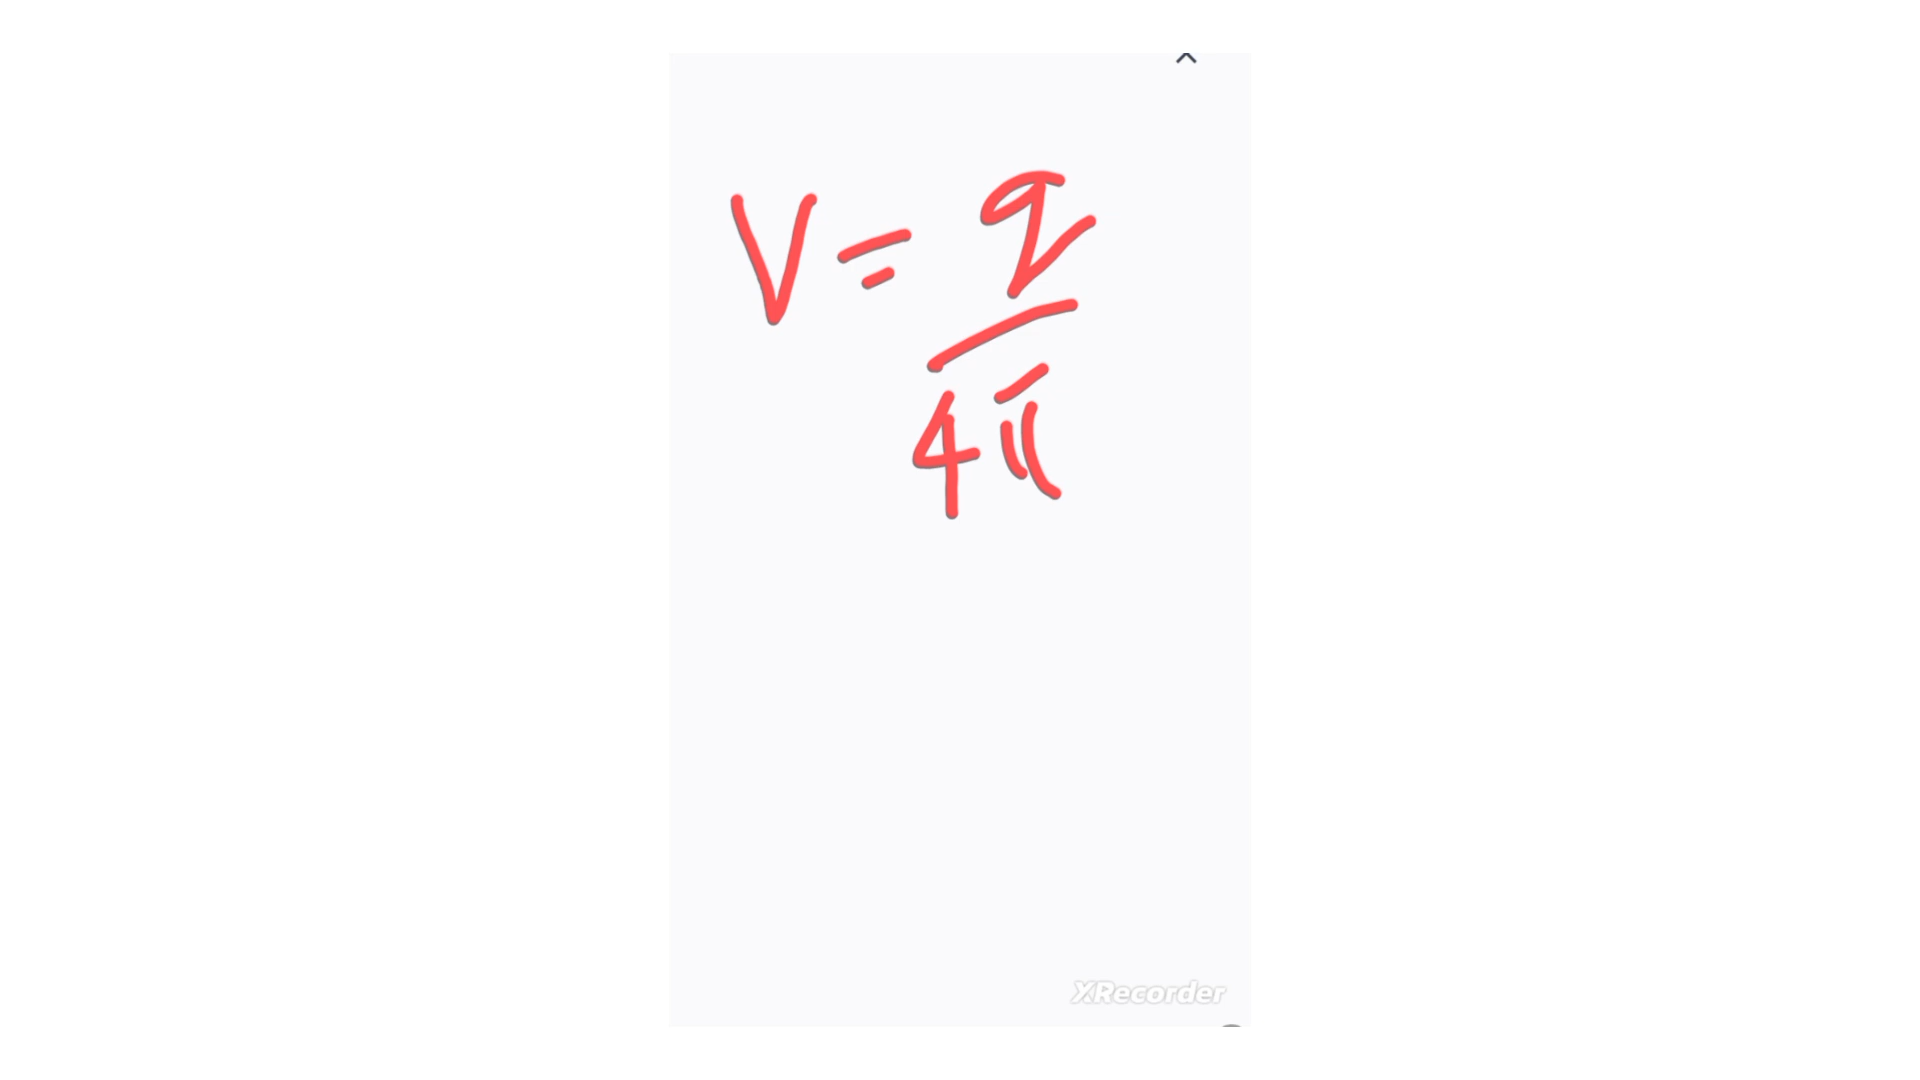 V = q
4π
XRecorder